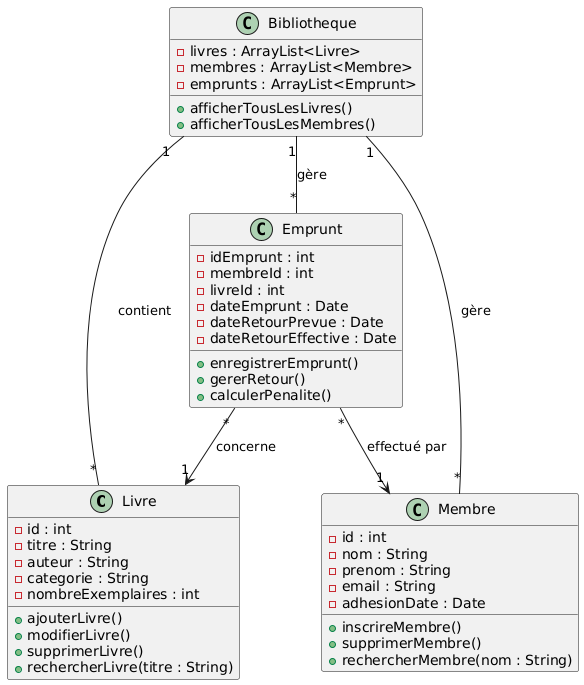 C Bibliotheque
livres : ArrayList<Livre>
membres : ArrayList<Membre>
emprunts : ArrayList<Emprunt>
afficherTousLesLivres()
afficherTousLesMembres()
1
1
1
gère
*
contient
gère
C Emprunt
idEmprunt : int
membreId : int
livreId : int
dateEmprunt : Date
dateRetourPrevue : Date
dateRetourEffective : Date
enregistrerEmprunt()
gererRetour()
calculerPenalite()
*
*
concerne
effectué par
*
1
1
*
C Livre
id : int
titre : String
auteur : String
categorie : String
nombreExemplaires : int
ajouterLivre()
modifierLivre()
supprimerLivre()
rechercherLivre(titre : String)
C Membre
id : int
nom : String
prenom : String
email : String
adhesionDate : Date
inscrireMembre()
supprimerMembre()
rechercherMembre(nom : String)